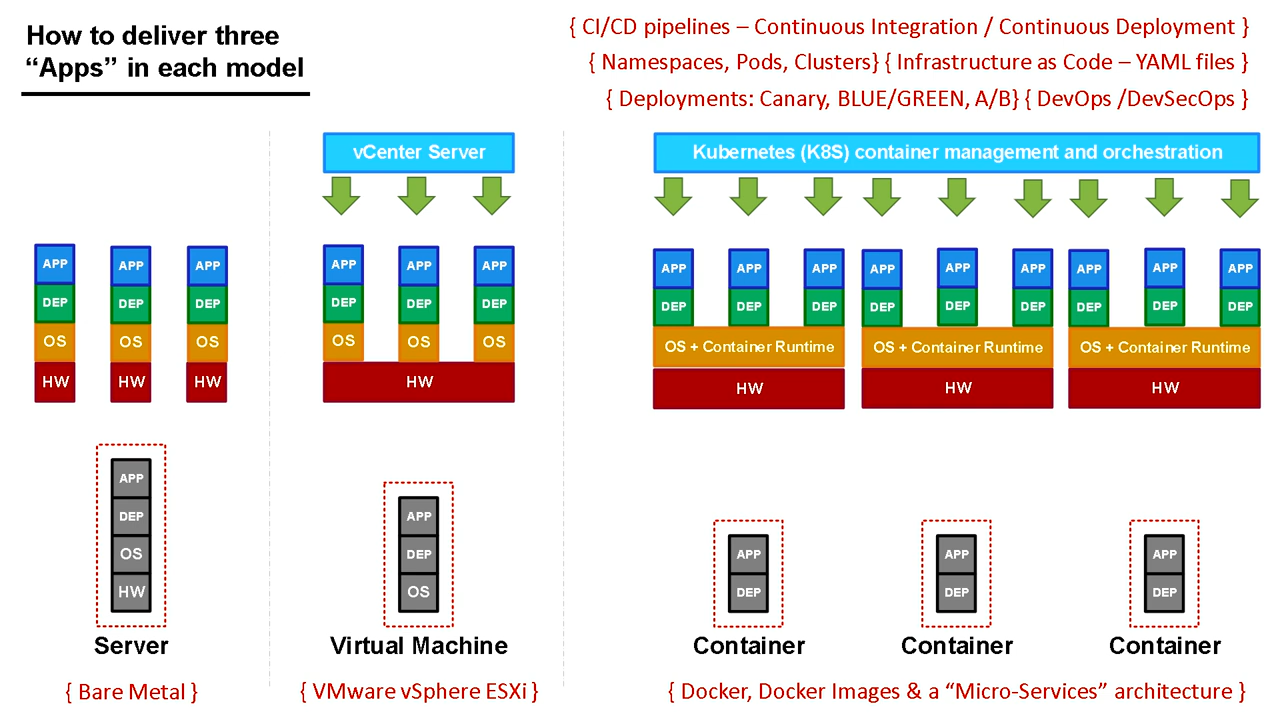 How to deliver three
“Apps” in each model
{ CI/CD pipelines – Continuous Integration / Continuous Deployment }
{ Namespaces, Pods, Clusters} { Infrastructure as Code – YAML files }
{ Deployments: Canary, BLUE/GREEN, A/B} { DevOps /DevSecOps }
APP APP APP
DEP DEP DEP
OS OS OS
HW HW HW
APP
DEP
OS
HW
Server
{ Bare Metal }
vCenter Server
APP APP APP
DEP DEP DEP
OS OS OS
HW
APP
DEP
OS
Virtual Machine
{ VMware vSphere ESXi }
Kubernetes (K8S) container management and orchestration
APP APP APP APP APP APP APP APP APP
DEP DEP DEP DEP DEP DEP DEP DEP DEP
OS + Container Runtime OS + Container Runtime OS + Container Runtime
HW HW HW
APP APP APP
DEP DEP DEP
Container Container Container
{ Docker, Docker Images & a “Micro-Services” architecture }